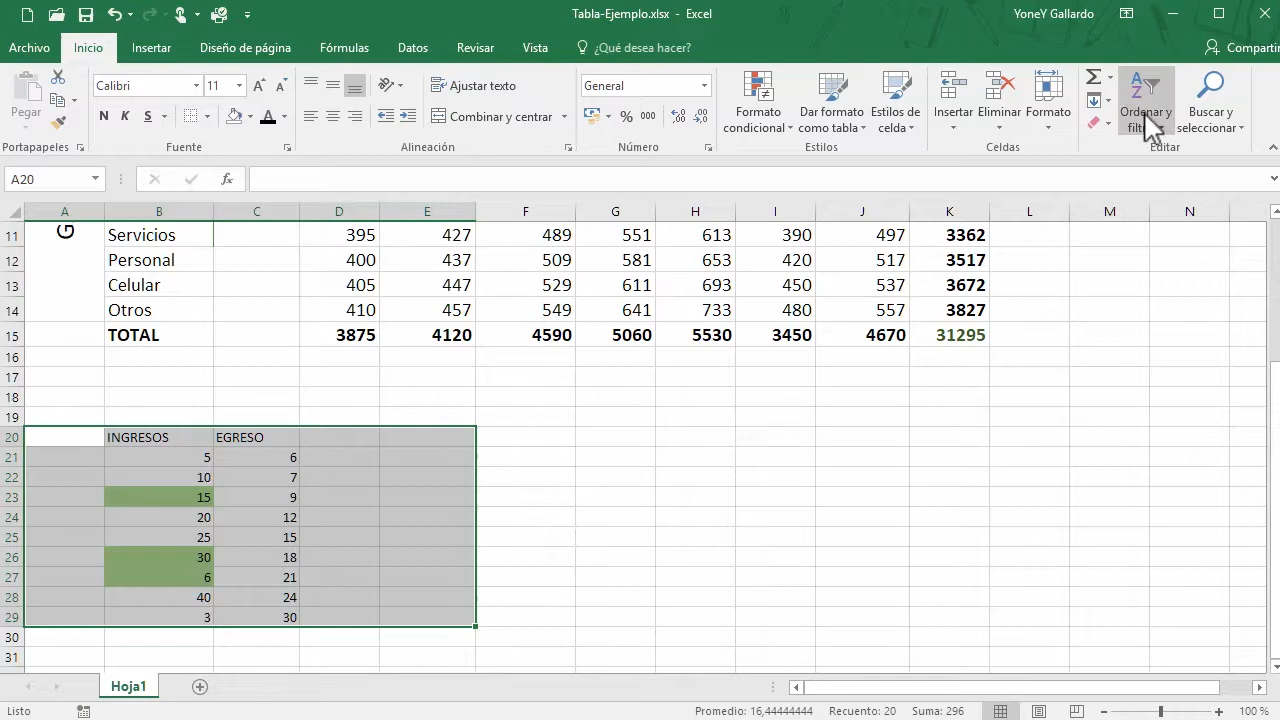 Tabla-Ejemplo.xlsx - Excel
YoneY Gallardo
Archivo Inicio Insertar Diseño de página Fórmulas Datos Revisar Vista ¿Qué desea hacer? Compartir
Pegar
Calibri 11
N K S
Ajustar texto
Combinar y centrar
General
% 000
Formato condicional
Dar formato como tabla
Estilos de celda
Insertar Eliminar Formato
Ordenar y
Buscar y seleccionar
Portapapeles Fuente Alineación Número Estilos Celdas Editar
A20 fx
A B C D E F G H I J K L M N
11 G Servicios 395 427 489 551 613 390 497 3362
12 Personal 400 437 509 581 653 420 517 3517
13 Celular 405 447 529 611 693 450 537 3672
14 Otros 410 457 549 641 733 480 557 3827
15 TOTAL 3875 4120 4590 5060 5530 3450 4670 31295
16
17
18
19
20 INGRESOS EGRESO
21 5 6
22 10 7
23 15 9
24 20 12
25 25 15
26 30 18
27 6 21
28 40 24
29 3 30
30
31
Hoja1
Listo Promedio: 16,44444444 Recuento: 20 Suma: 296 100 %